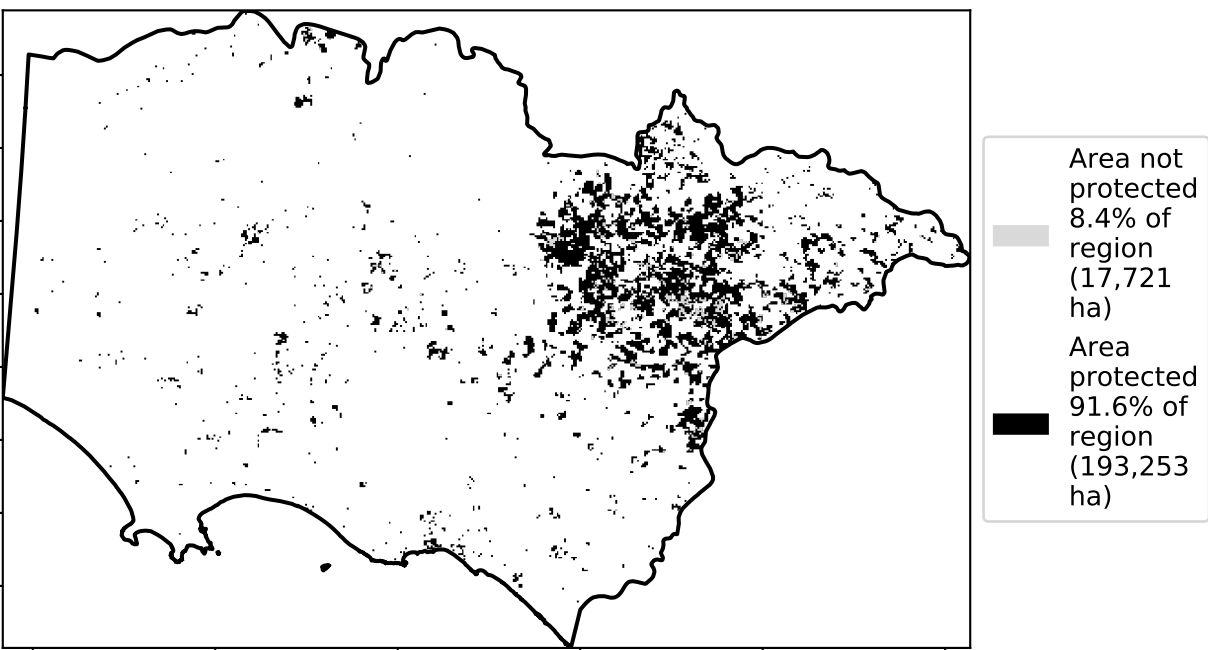 Area not
protected
8.4% of
region
(17,721
ha)
Area
protected
91.6% of
region
(193,253
ha)